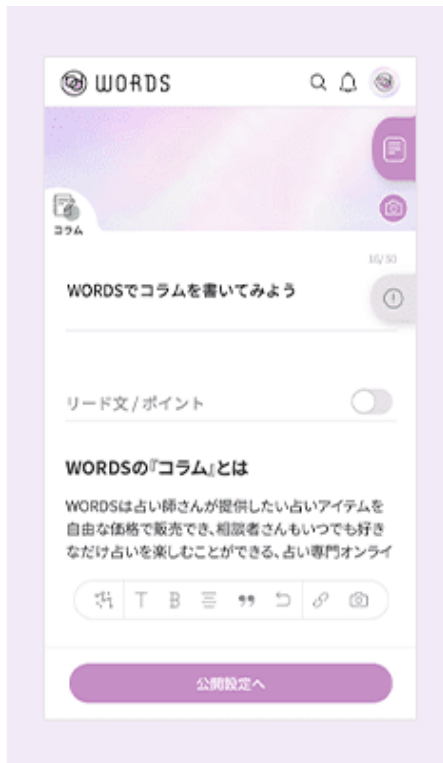 WORDS
コラム
16/50
WORDSでコラムを書いてみよう
リード文 / ポイント
WORDSの『コラム』とは
WORDSは占い師さんが提供したい占いアイテムを
自由な価格で販売でき、相談者さんもいつでも好き
なだけ占いを楽しむことができる、占い専門オンライ
T B
公開設定へ